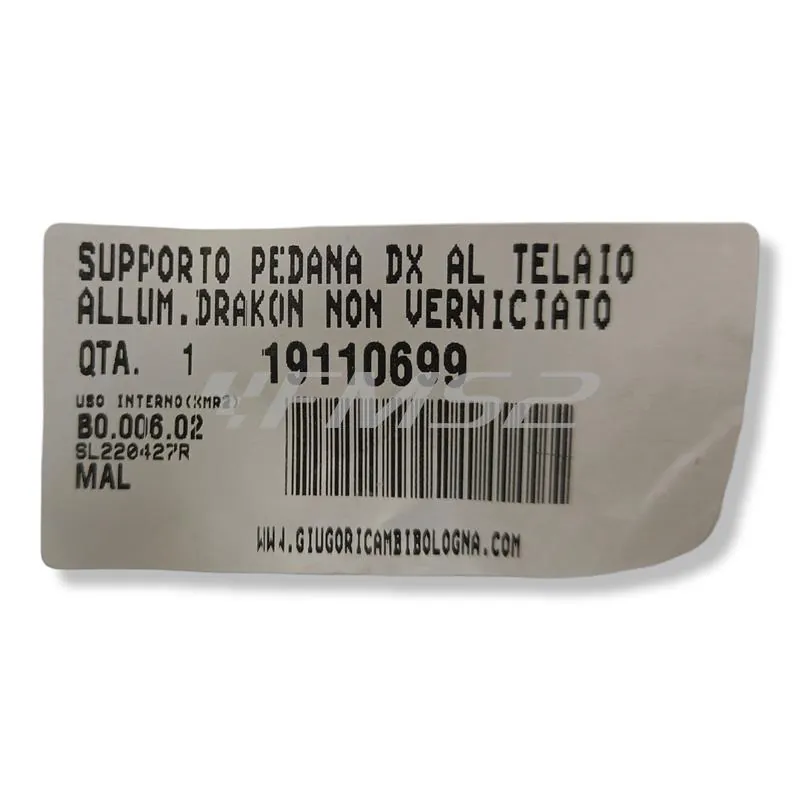 SUPPORTO PEDANA DX AL TELAIO
ALLUM.DRAKON NON VERNICIATO
QTA. 1 19110699
USO INTERNO(XMR2)
B0.006.02
SL220427R
MAL
FMS2
WWW.GIUGORICAMBIBOLOGNA.COM